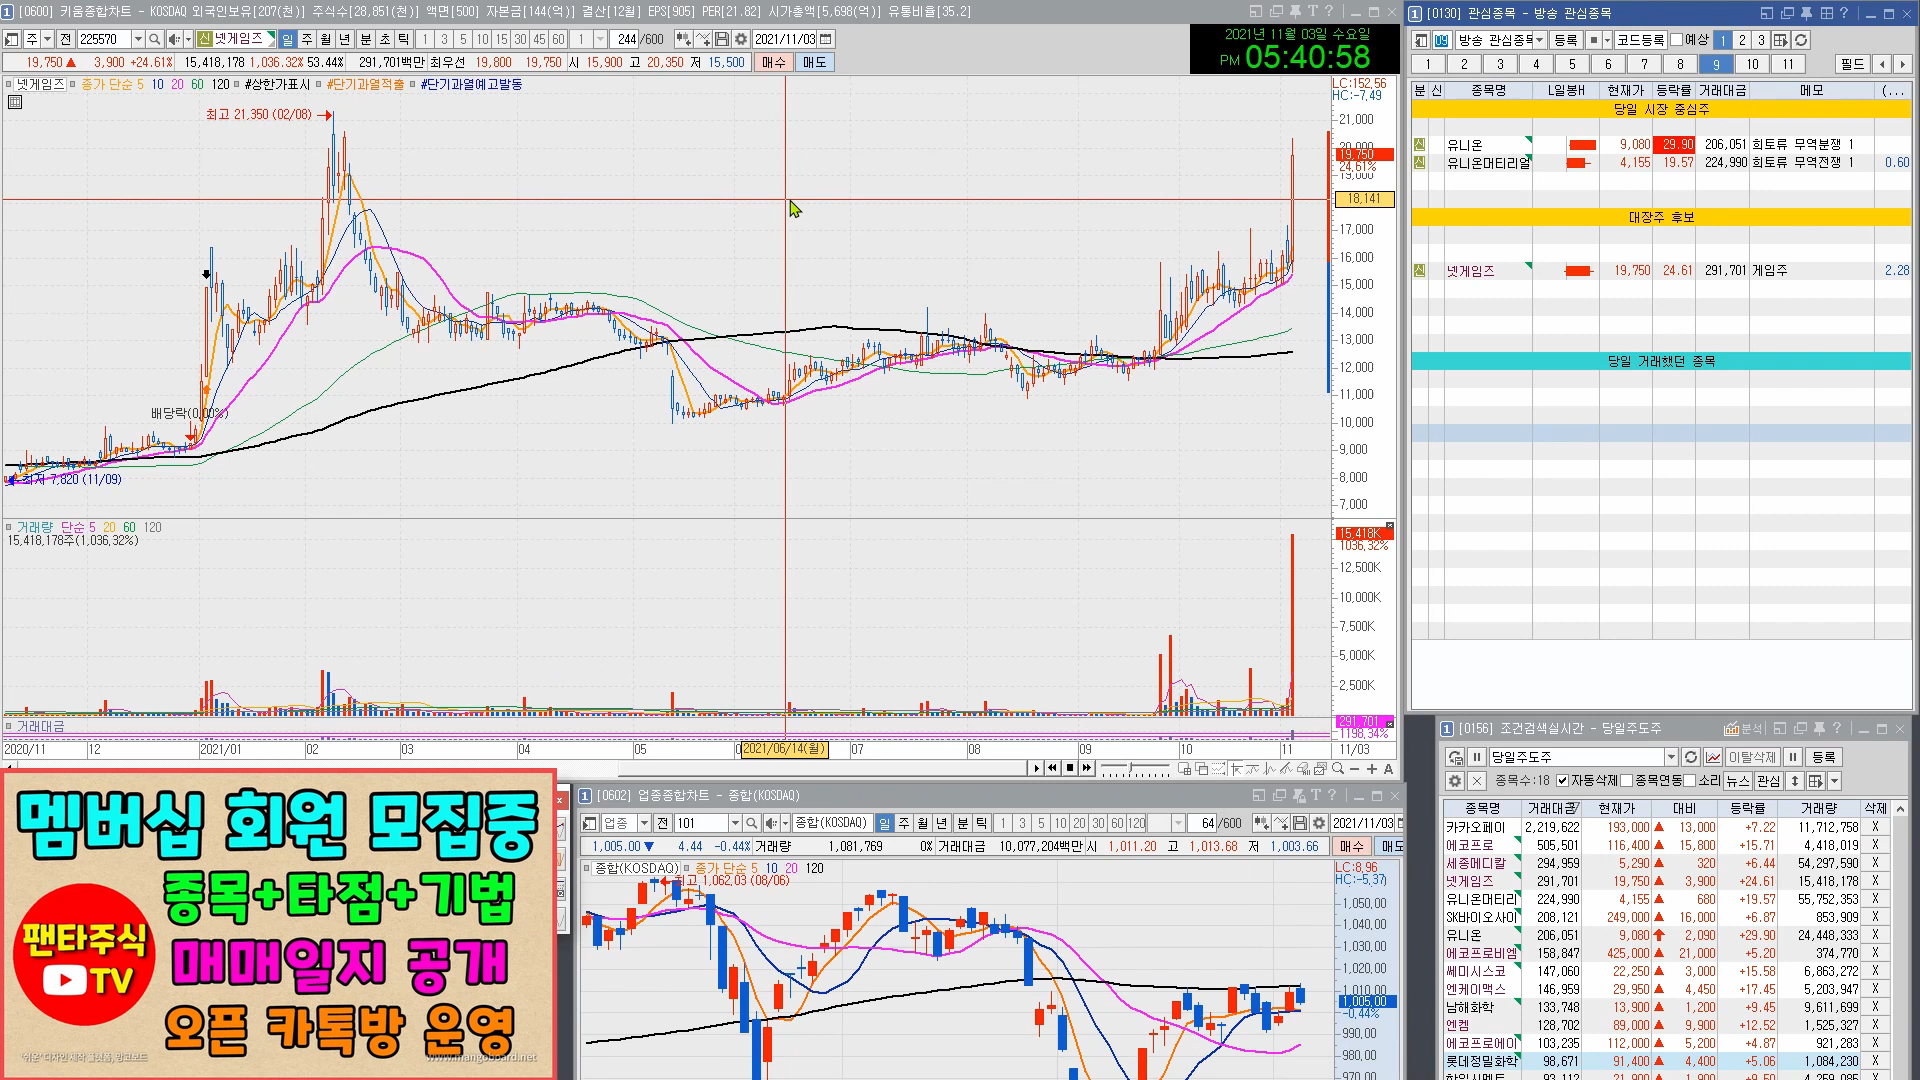 [0600] 키움종합차트 - KOSDAQ 외국인보유[207(천)] 주식수[28,851(천)] 액면[500] 자본금[144(억)] 결산[12월] EPS[905] PER[21.82] 시가총액[5,698(억)] 유통비율[35.2]
주 전 225570 신 넷게임즈 일 주 월 년 분 초 틱 1 3 5 10 15 30 45 60 1 244 /600 2021/11/03
19,750 ▲ 3,900 +24.61% 15,418,178 1,036.32% 53.44% 291,701백만 최우선 19,800 19,750 시 15,900 고 20,350 저 15,500 매수 매도
2021년 11월 03일 수요일
PM 05:40:58
넷게임즈 종가 단순 5 10 20 60 120 #상한가표시 #단기과열적출 #단기과열예고발동
LC:152,56
HC:-7,49
최고 21,350 (02/08)
21,000
19,750
24,61%
19,000
18,141
17,000
16,000
15,000
14,000
13,000
12,000
11,000
10,000
9,000
8,000
7,000
배당락(0,00%)
7,820 (11/09)
거래량 단순 5 20 60 120
15,418,178주(1,036,32%)
15,418K
1036,32%
12,500K
10,000K
7,500K
5,000K
2,500K
거래대금
291,701
1198,34%
2020/11 12 2021/01 02 03 04 05 2021/06/14(월) 07 08 09 10 11 11/03
[0130] 관심종목 - 방송 관심종목
09 방송 관심종목 등록 코드등록 예상 1 2 3
1 2 3 4 5 6 7 8 9 10 11 필드
분 신 종목명 L일봉H 현재가 등락률 거래대금 메모 (...
당일 시장 중심주
신 유니온 9,080 29.90 206,051 희토류 무역분쟁 1
신 유니온머티리얼 4,155 19.57 224,990 희토류 무역전쟁 1 0.60
대장주 후보
신 넷게임즈 19,750 24.61 291,701 게임주 2.28
당일 거래했던 종목
[0156] 조건검색실시간 - 당일주도주 분석
당일주도주 이탈삭제 등록
종목수:18 자동삭제 종목연동 소리 뉴스 관심
종목명 거래대금 현재가 대비 등락률 거래량 삭제
카카오페이 2,219,622 193,000 ▲ 13,000 +7.22 11,712,758 X
에코프로 505,501 116,400 ▲ 15,800 +15.71 4,418,019 X
세종메디칼 294,959 5,290 ▲ 320 +6.44 54,297,590 X
넷게임즈 291,701 19,750 ▲ 3,900 +24.61 15,418,178 X
유니온머티리 224,990 4,155 ▲ 680 +19.57 55,752,353 X
SK바이오사이 208,121 249,000 ▲ 16,000 +6.87 853,909 X
유니온 206,051 9,080 ↑ 2,090 +29.90 24,448,333 X
에코프로비엠 158,847 425,000 ▲ 21,000 +5.20 374,770 X
쎄미시스코 147,060 22,250 ▲ 3,000 +15.58 6,863,272 X
엔케이맥스 146,959 29,950 ▲ 4,450 +17.45 5,203,947 X
남해화학 133,748 13,900 ▲ 1,200 +9.45 9,611,699 X
엔켐 128,702 89,000 ▲ 9,900 +12.52 1,525,327 X
에코프로에이 103,235 112,000 ▲ 5,200 +4.87 921,283 X
롯데정밀화학 98,671 91,400 ▲ 4,400 +5.06 1,084,230 X
멤버십 회원 모집중
종목+타점+기법
매매일지 공개
오픈 카톡방 운영
팬타주식
TV
www.mangoboard.net
[0602] 업종종합차트 - 종합(KOSDAQ)
업종 전 101 종합(KOSDAQ) 일 주 월 년 분 틱 1 3 5 10 20 30 60 120 64 /600 2021/11/03
1,005.00 ▼ 4.44 -0.44% 거래량 1,081,769 0% 거래대금 10,077,204백만 시 1,011.20 고 1,013.68 저 1,003.66 매수 매도
종합(KOSDAQ) 종가 단순 5 10 20 120
최고 1,062,03 (08/06)
LC:8,96
HC:-5,37
1,050,00
1,040,00
1,030,00
1,020,00
1,010,00
1,005,00
-0,44%
990,00
980,00
970,00